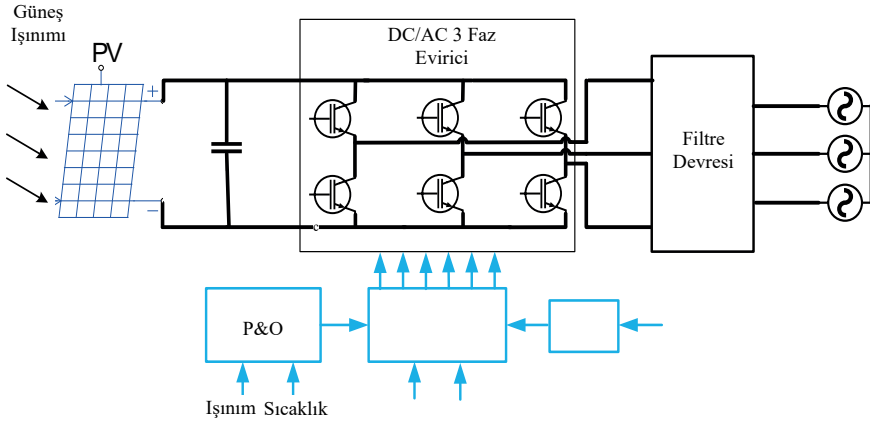 Güneş
Işınımı
PV
+
−
DC/AC 3 Faz
Evirici
Filtre
Devresi
c
P&O
Işınım Sıcaklık